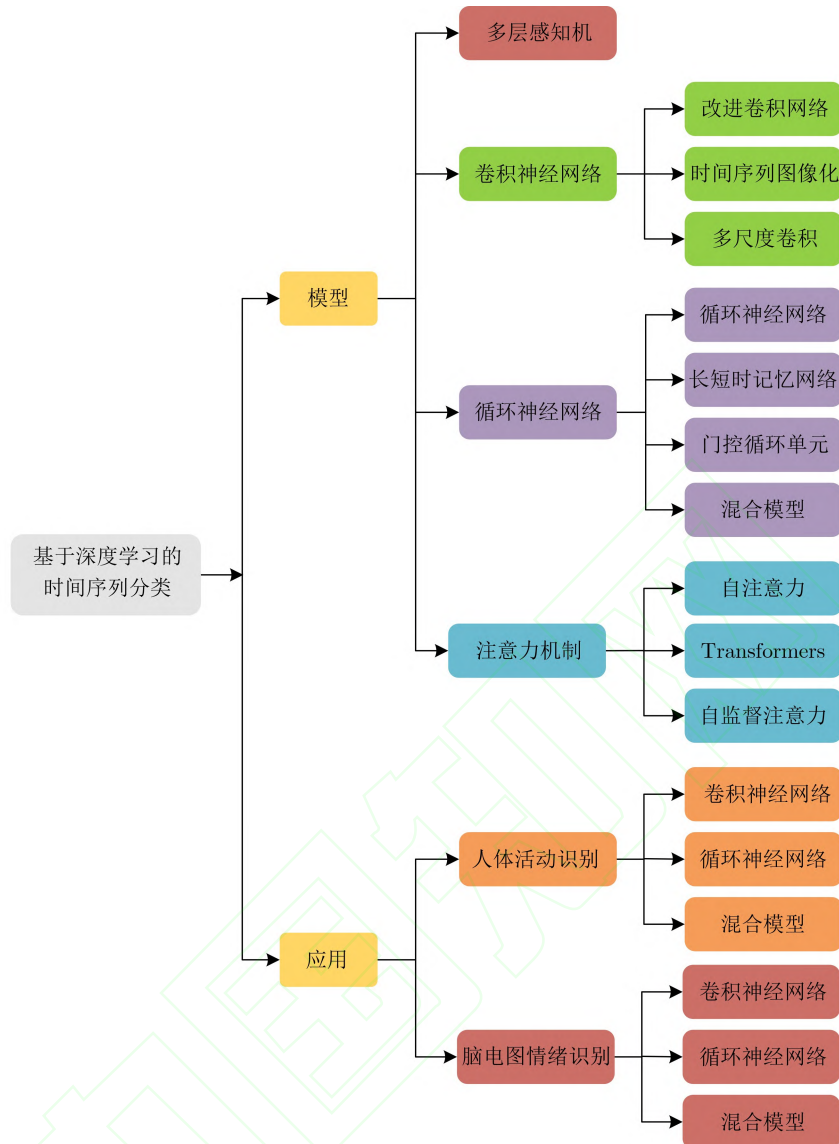 多层感知机
改进卷积网络
卷积神经网络
时间序列图像化
多尺度卷积
模型
循环神经网络
长短时记忆网络
循环神经网络
门控循环单元
混合模型
基于深度学习的
时间序列分类
自注意力
注意力机制
Transformers
自监督注意力
卷积神经网络
人体活动识别
循环神经网络
混合模型
应用
卷积神经网络
脑电图情绪识别
循环神经网络
混合模型